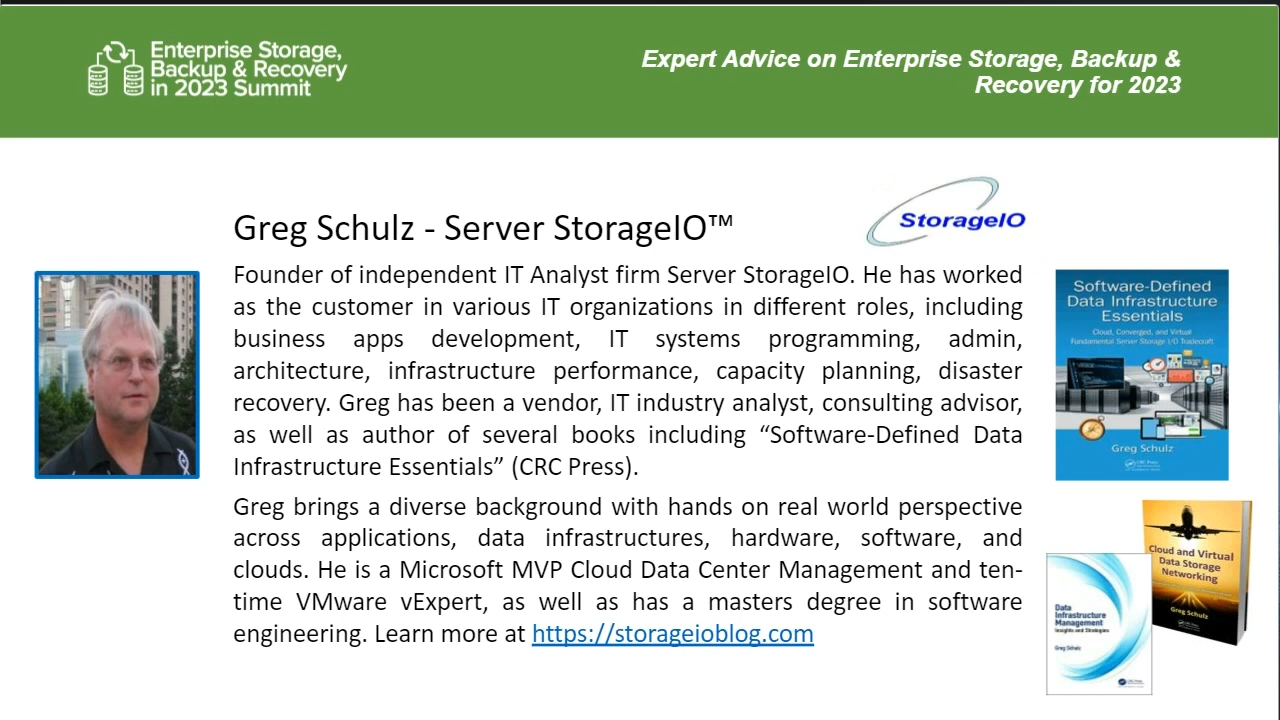 Enterprise Storage,
Backup & Recovery
in 2023 Summit
Expert Advice on Enterprise Storage, Backup &
Recovery for 2023
Greg Schulz - Server StorageIO™
StorageIO
Founder of independent IT Analyst firm Server StorageIO. He has worked
as the customer in various IT organizations in different roles, including
business apps development, IT systems programming, admin,
architecture, infrastructure performance, capacity planning, disaster
recovery. Greg has been a vendor, IT industry analyst, consulting advisor,
as well as author of several books including “Software-Defined Data
Infrastructure Essentials” (CRC Press).
Greg brings a diverse background with hands on real world perspective
across applications, data infrastructures, hardware, software, and
clouds. He is a Microooft MVP Cloud Data Center Management and ten-
time VMware vExpert, as well as has a masters degree in software
engineering. Learn more at https://storageioblog.com
Software-Defined
Data Infrastructure
Essentials
Cloud, Converged, and Virtual
Fundamental Server Storage I/O Tradecraft
Greg Schulz
CRC Press
Cloud and Virtual
Data Storage
Networking
Greg Schulz
Data
Infrastructure
Management
Insights and Strategies
Greg Schulz